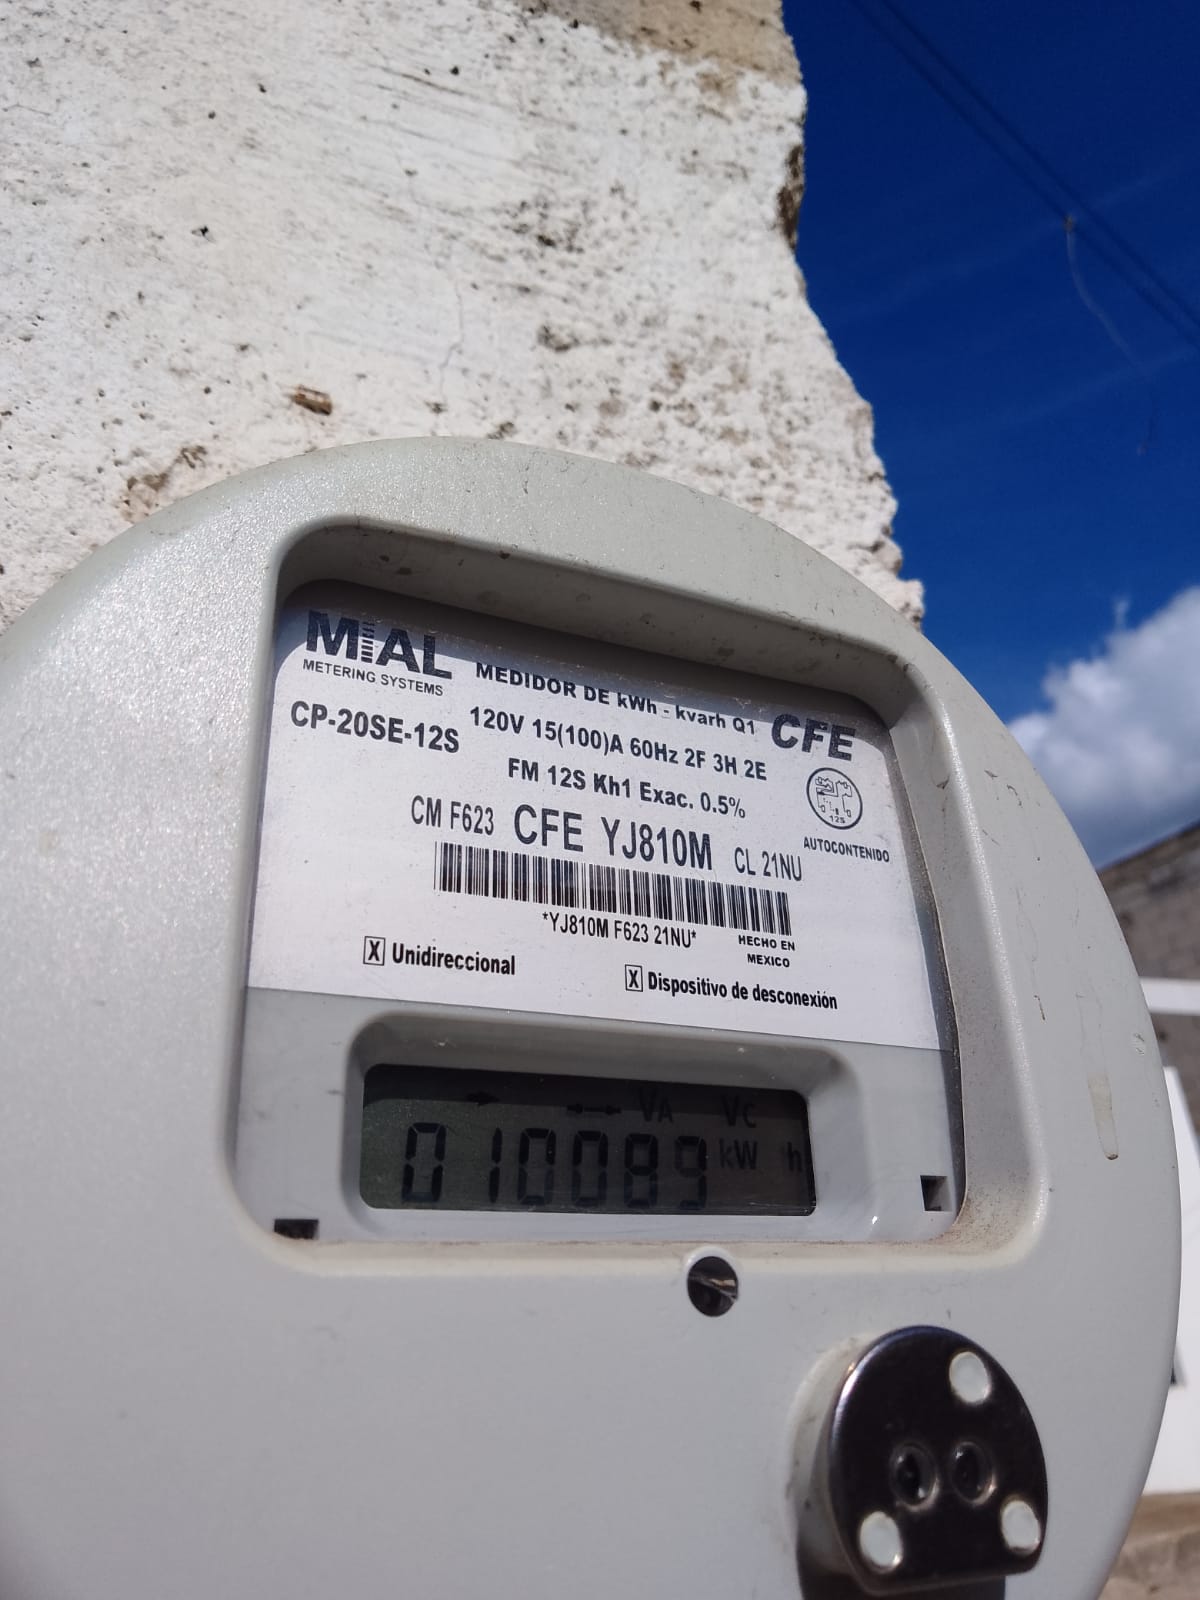 MIAL
METERING SYSTEMS
MEDIDOR DE kWh - kvarh Q1
CFE
CP-20SE-12S
120V 15(100)A 60Hz 2F 3H 2E
FM 12S Kh1 Exac. 0.5%
12S
AUTOCONTENIDO
CM F623 CFE YJ810M CL 21NU
*YJ810M F623 21NU*
HECHO EN
MEXICO
X Unidireccional
X Dispositivo de desconexión
VA VC
010089 kW h